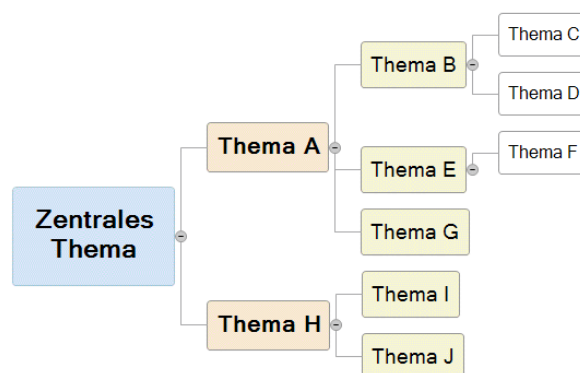 Thema C
Thema B
Thema D
Thema A
Thema E
Thema F
Zentrales
Thema
Thema G
Thema I
Thema H
Thema J